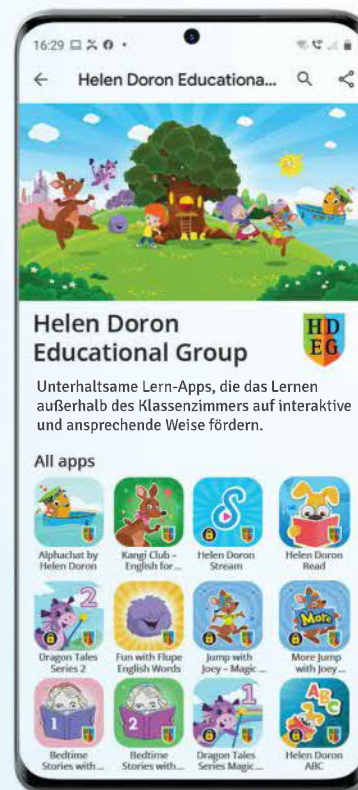 16:29
Helen Doron Educationa...
Helen Doron
Educational Group
HD
EG
Unterhaltsame Lern-Apps, die das Lernen
außerhalb des Klassenzimmers auf interaktive
und ansprechende Weise fördern.
All apps
Alphachat by
Helen Doron
Kangi Club –
English for...
Helen Doron
Stream
Helen Doron
Read
2
More
Dragon Tales
Series 2
Fun with Flupe
English Words
Jump with
Joey – Magic ...
More Jump
with Joey...
1
2
1
ABC
Bedtime
Stories with...
Bedtime
Stories with...
Dragon Tales
Series Magic ...
Helen Doron
ABC